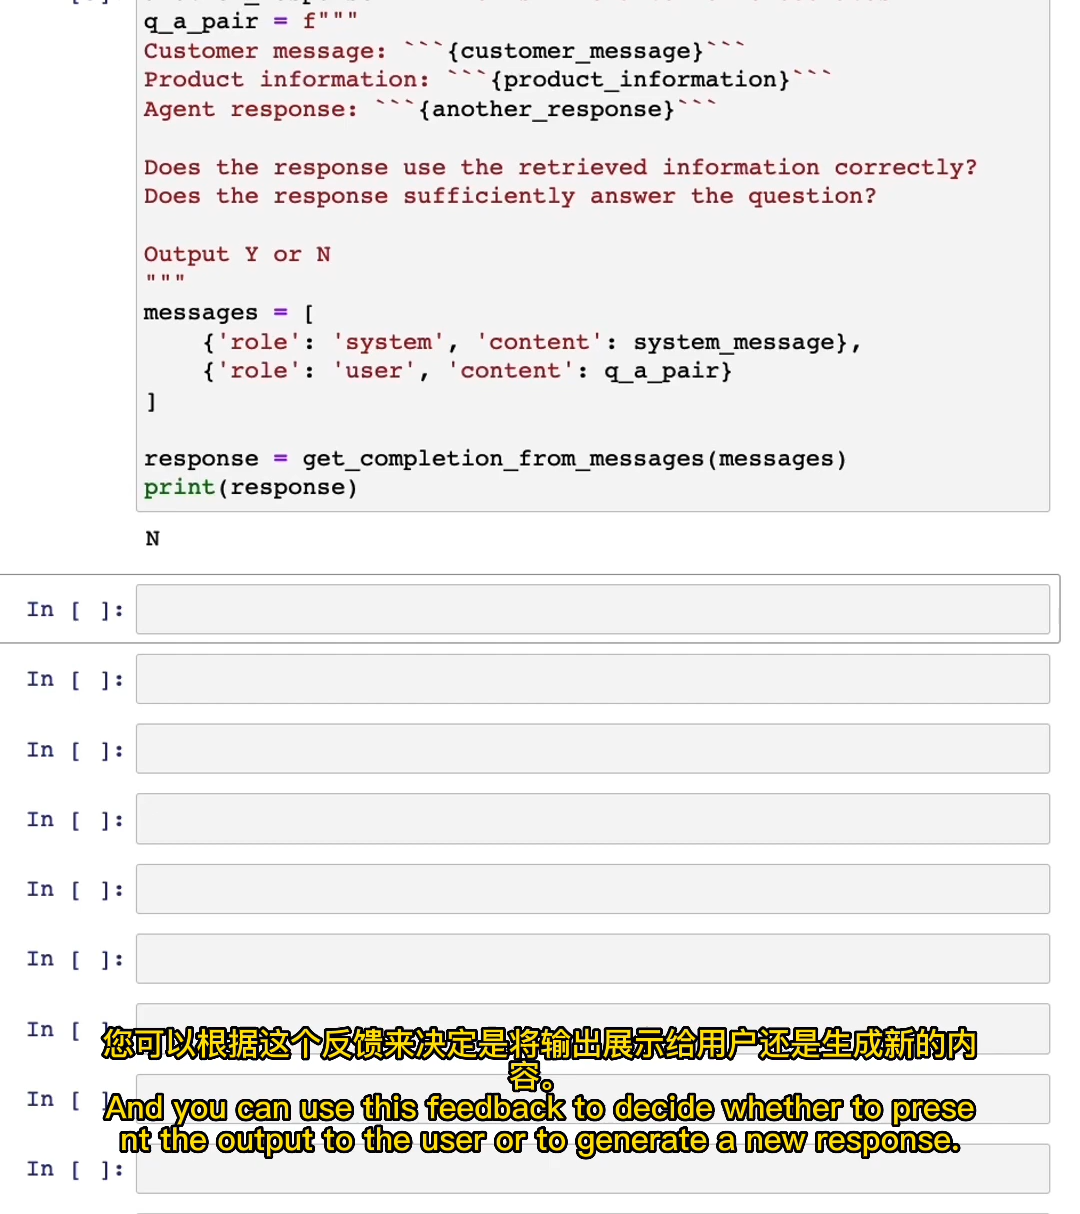 q_a_pair = f"""
Customer message: ```{customer_message}```
Product information: ```{product_information}```
Agent response: ```{another_response}```
Does the response use the retrieved information correctly?
Does the response sufficiently answer the question?
Output Y or N
"""
messages = [
    {'role': 'system', 'content': system_message},
    {'role': 'user', 'content': q_a_pair}
]
response = get_completion_from_messages(messages)
print(response)
N
In [ ]:
In [ ]:
In [ ]:
In [ ]:
In [ ]:
In [ ]:
In [ ]:
您可以根据这个反馈来决定是将输出展示给用户还是生成新的内
容。
In [ ]:
And you can use this feedback to decide whether to prese
nt the output to the user or to generate a new response.
In [ ]: